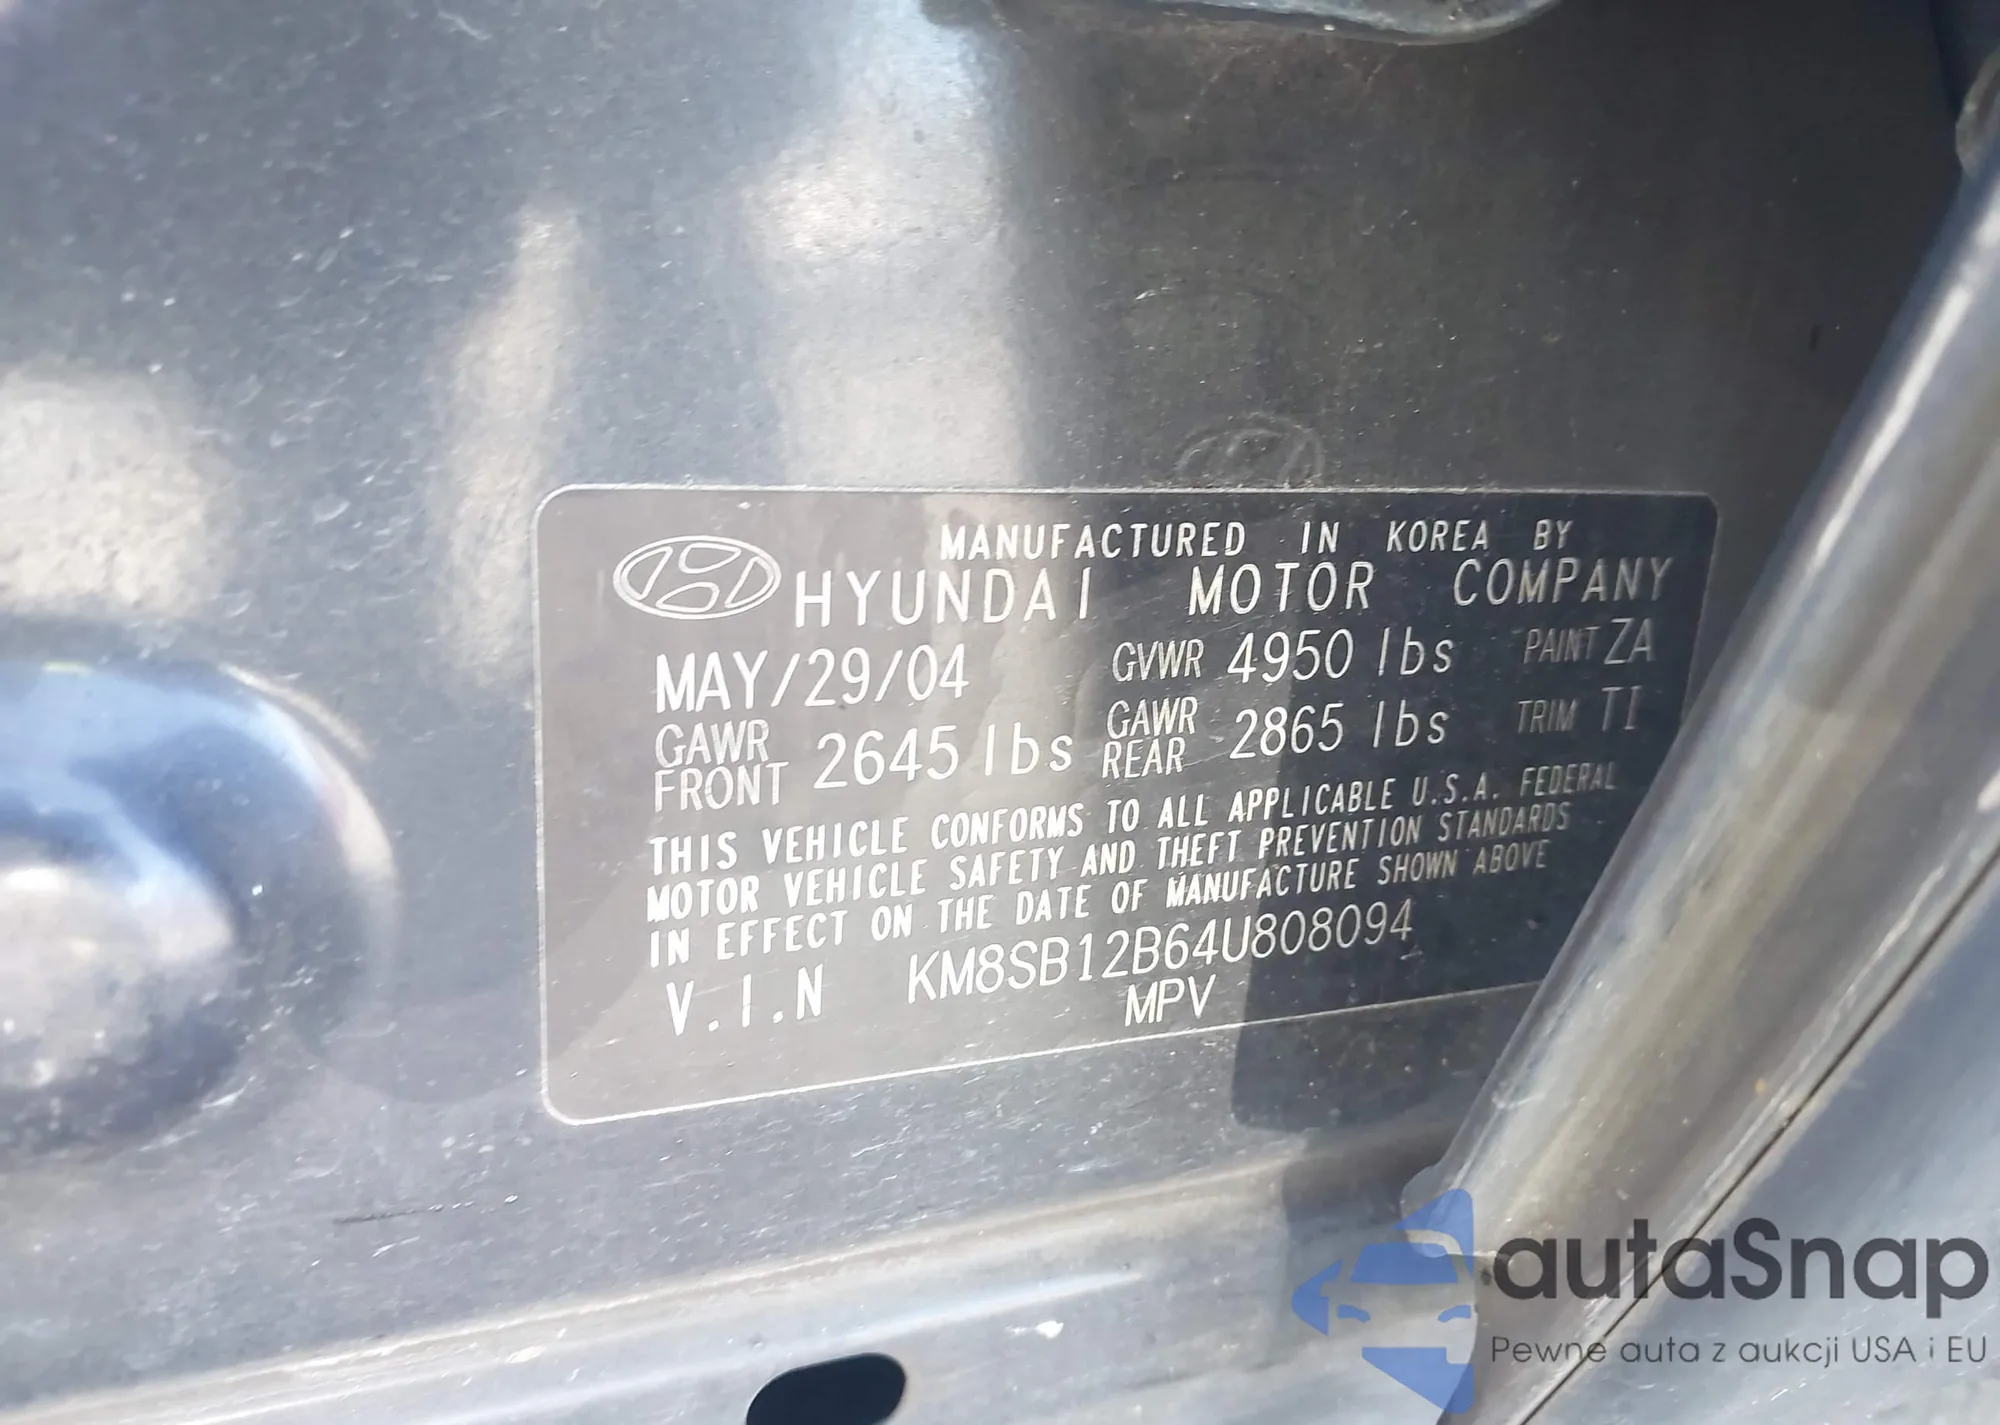 MANUFACTURED IN KOREA BY
HYUNDAI MOTOR COMPANY
MAY/29/04 GVWR 4950 lbs PAINT ZA
GAWR FRONT 2645 lbs GAWR REAR 2865 lbs TRIM TI
THIS VEHICLE CONFORMS TO ALL APPLICABLE U.S.A. FEDERAL
MOTOR VEHICLE SAFETY AND THEFT PREVENTION STANDARDS
IN EFFECT ON THE DATE OF MANUFACTURE SHOWN ABOVE
V.I.N KM8SB12B64U808094
MPV
autaSnap
Pewne auta z aukcji USA i EU